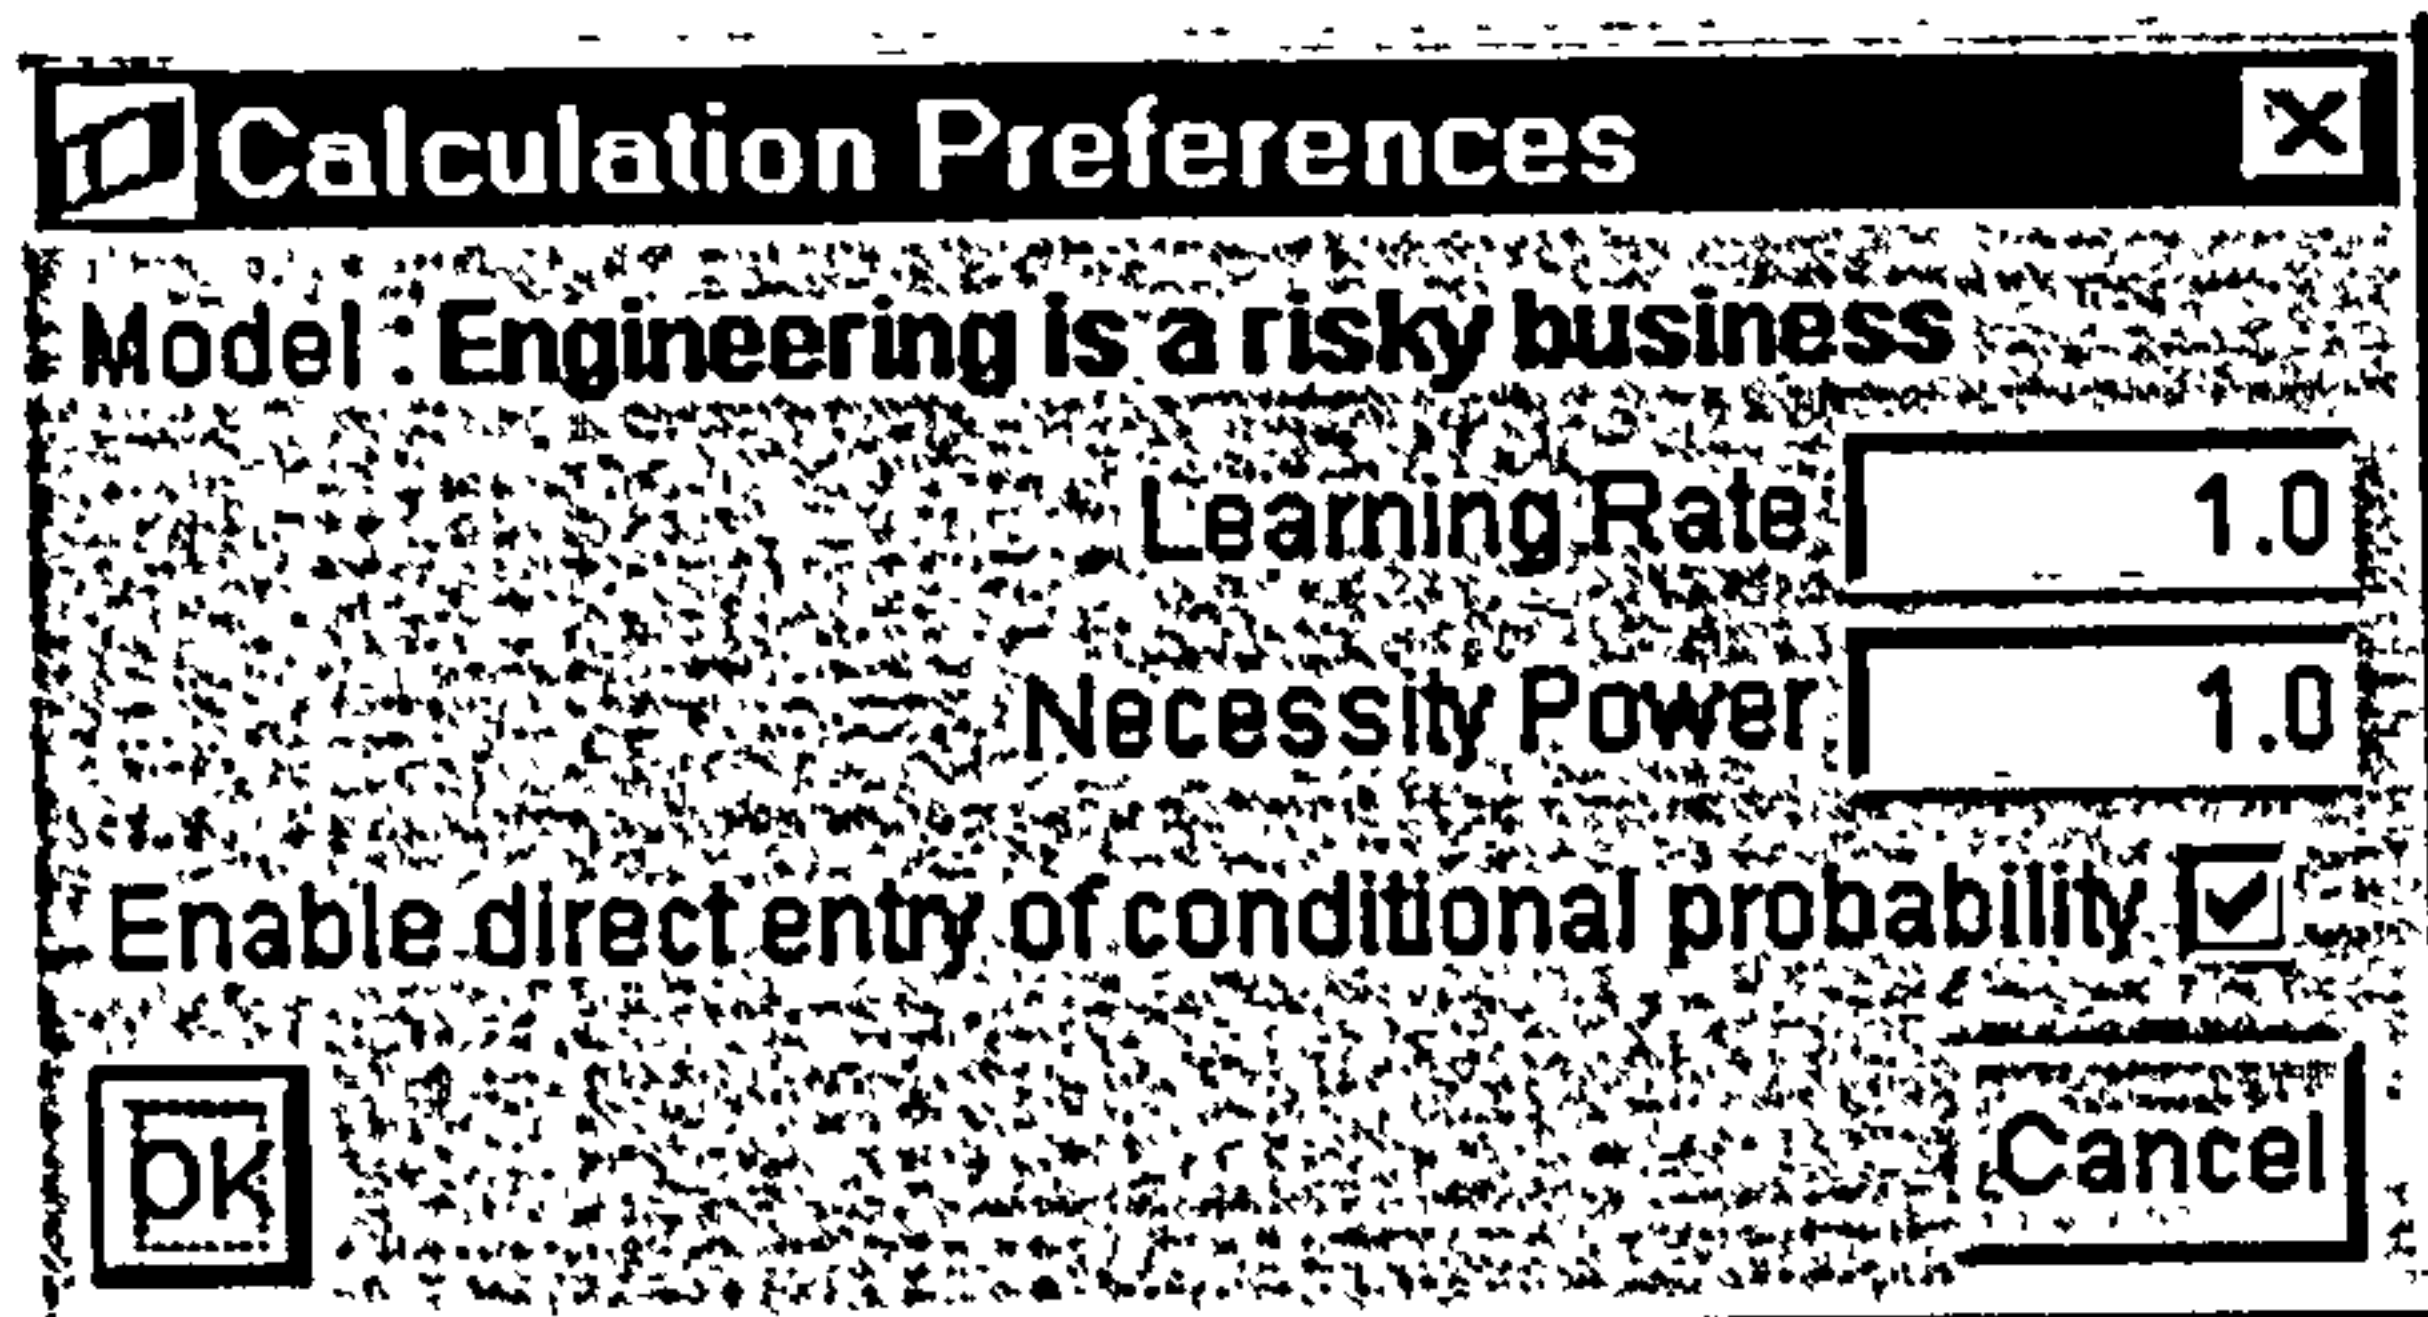 Calculation Preferences
Model : Engineering is a risky business
Learning Rate 1.0
Necessity Power 1.0
Enable direct entry of conditional probability
OK Cancel